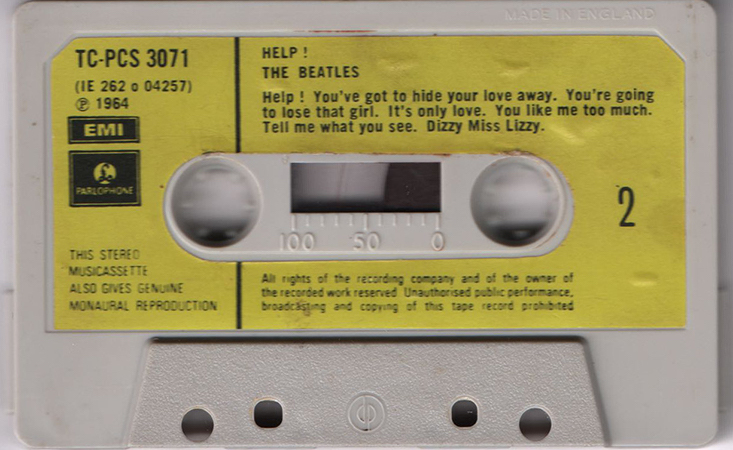 MADE IN ENGLAND
TC-PCS 3071
(IE 262 o 04257)
Ⓟ 1964
EMI
PARLOPHONE
THIS STEREO
MUSICASSETTE
ALSO GIVES GENUINE
MONAURAL REPRODUCTION
HELP !
THE BEATLES
Help ! You've got to hide your love away. You're going
to lose that girl. It's only love. You like me too much.
Tell me what you see. Dizzy Miss Lizzy.
100 50 0
2
All rights of the recording company and of the owner of
the recorded work reserved Unauthorised public performance,
broadcasting and copying of this tape record prohibited